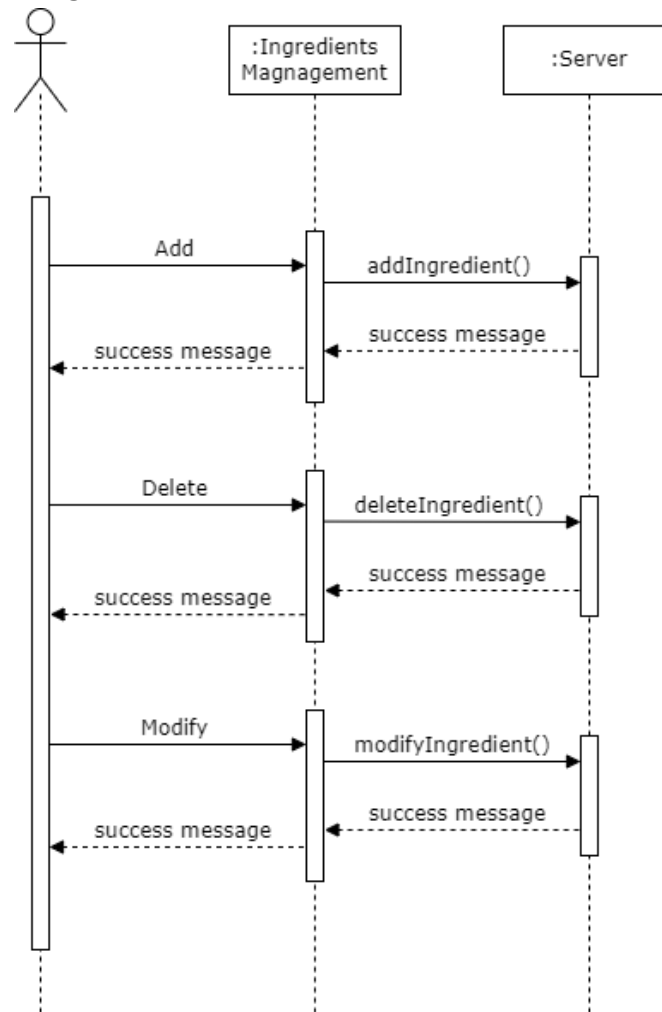 :Ingredients
Magnagement
:Server
Add
addIngredient()
success message
success message
Delete
deleteIngredient()
success message
success message
Modify
modifyIngredient()
success message
success message